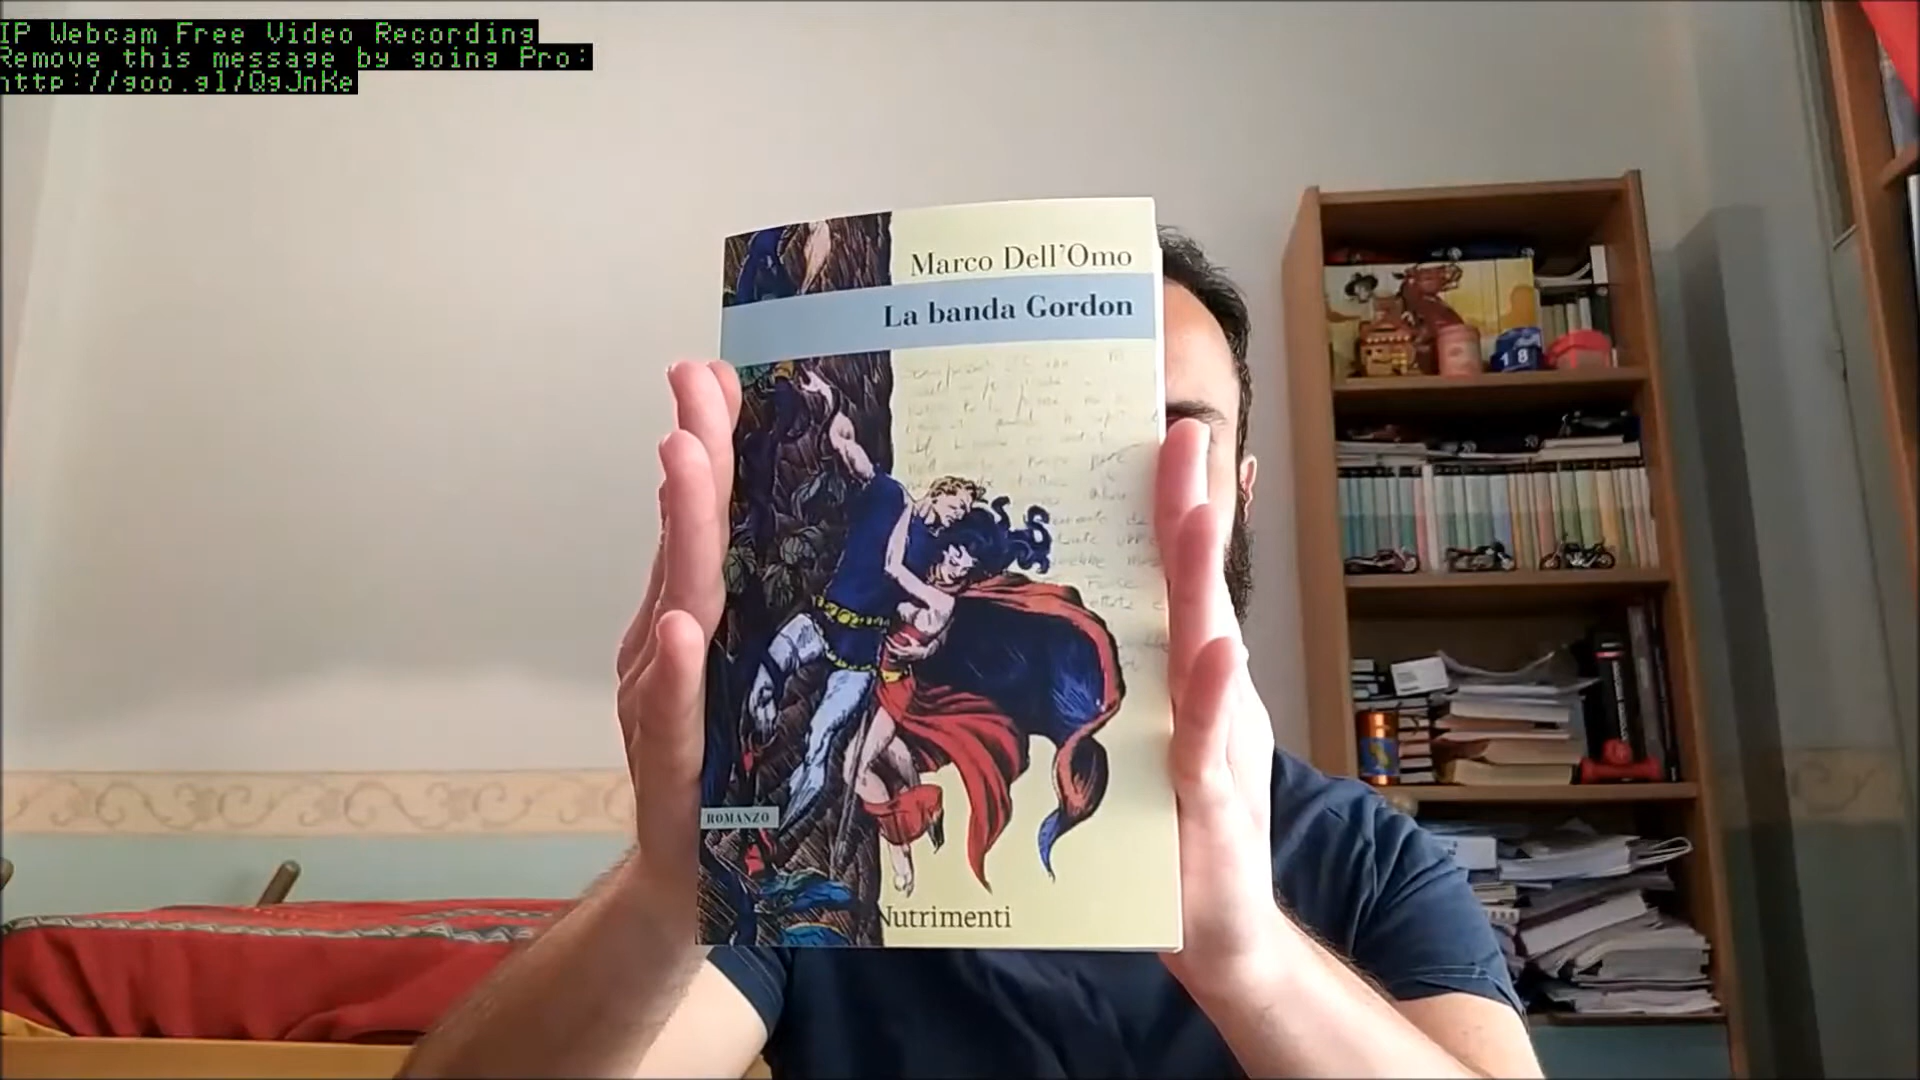 IP Webcam Free Video Recording
Remove this message by going Pro:
http://goo.gl/QgJnKe
Marco Dell'Omo
La banda Gordon
ROMANZO
Nutrimenti
18